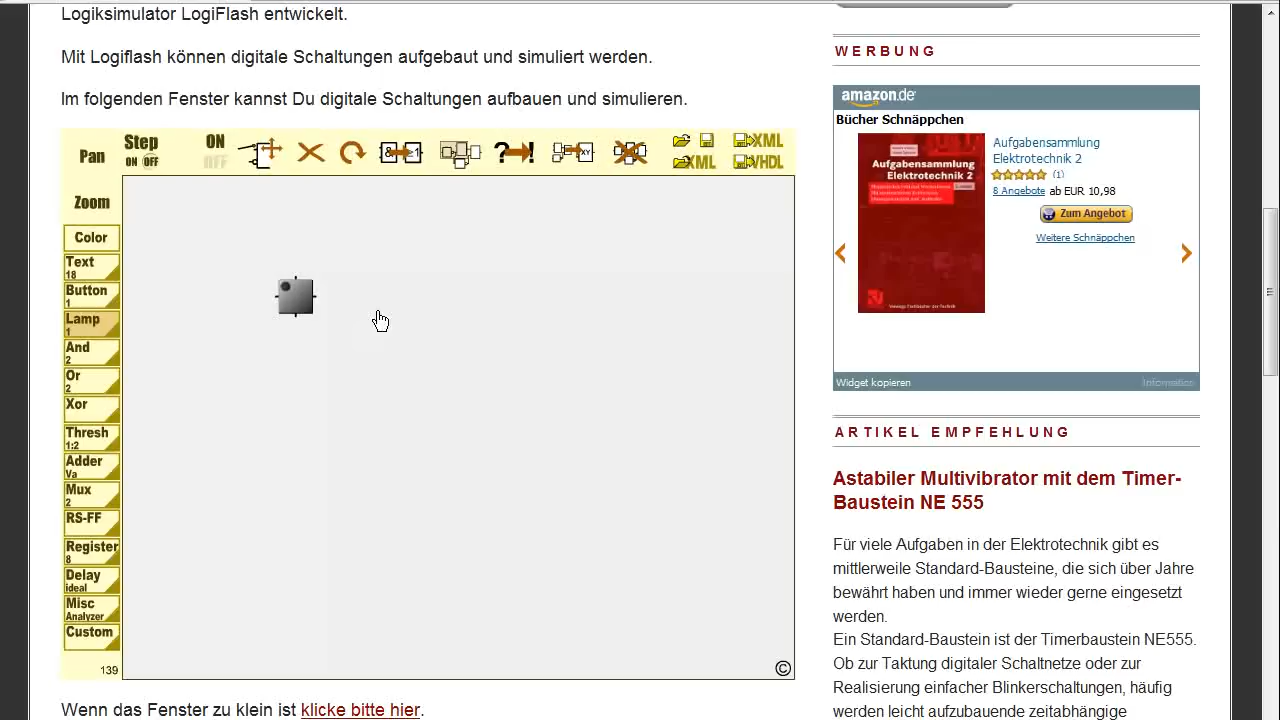 Logiksimulator LogiFlash entwickelt.
Mit Logiflash können digitale Schaltungen aufgebaut und simuliert werden.
Im folgenden Fenster kannst Du digitale Schaltungen aufbauen und simulieren.
Pan
Step
ON OFF
ON
OFF
XML
XML
VHDL
Zoom
Color
Text
18
Button
1
Lamp
1
And
2
Or
2
Xor
Thresh
1:2
Adder
Va
Mux
2
RS-FF
Register
8
Delay
ideal
Misc
Analyzer
Custom
139
©
Wenn das Fenster zu klein ist klicke bitte hier.
WERBUNG
amazon.de
Bücher Schnäppchen
Aufgabensammlung
Elektrotechnik 2
Aufgabensammlung
Elektrotechnik 2
(1)
8 Angebote ab EUR 10,98
Zum Angebot
Weitere Schnäppchen
Widget kopieren
Information
ARTIKEL EMPFEHLUNG
Astabiler Multivibrator mit dem Timer-
Baustein NE 555
Für viele Aufgaben in der Elektrotechnik gibt es
mittlerweile Standard-Bausteine, die sich über Jahre
bewährt haben und immer wieder gerne eingesetzt
werden.
Ein Standard-Baustein ist der Timerbaustein NE555.
Ob zur Taktung digitaler Schaltnetze oder zur
Realisierung einfacher Blinkerschaltungen, häufig
werden leicht aufzubauende zeitabhängige